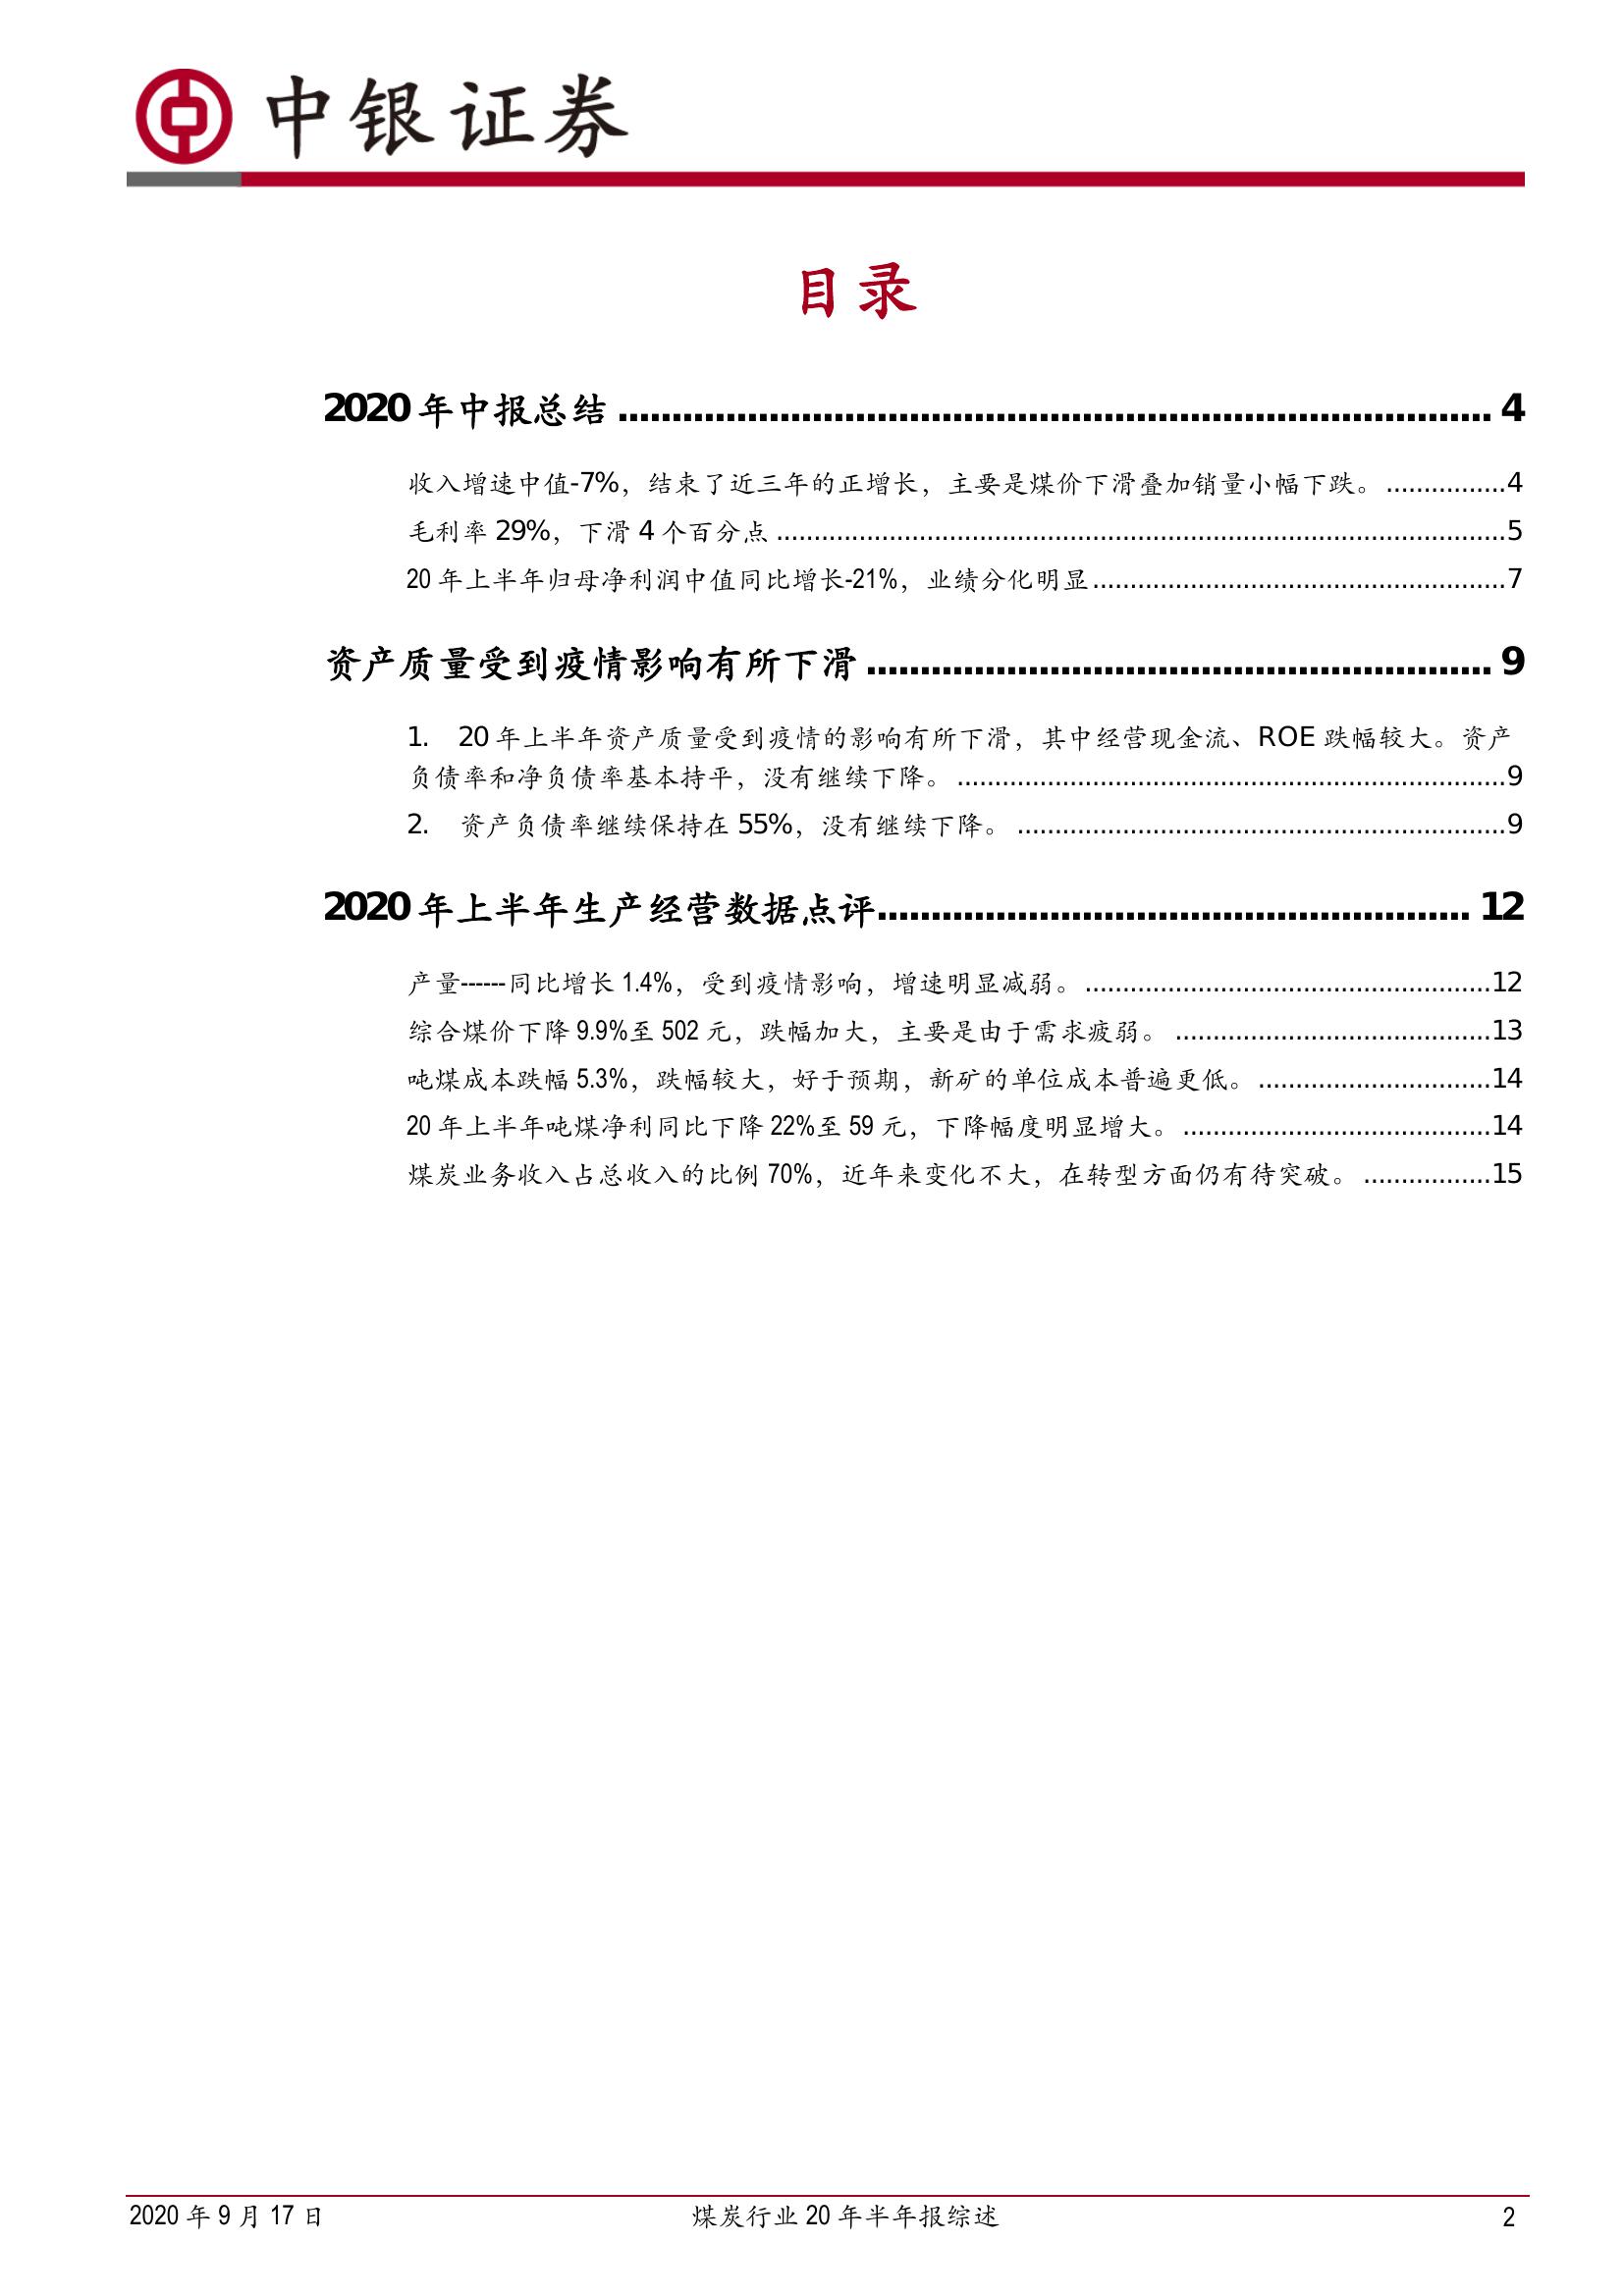 中银证券
目录
2020 年中报总结 ................................................................................ 4
收入增速中值-7%，结束了近三年的正增长，主要是煤价下滑叠加销量小幅下跌。 ................4
毛利率 29%，下滑 4 个百分点 ..................................................................................................5
20 年上半年归母净利润中值同比增长-21%，业绩分化明显.......................................................7
资产质量受到疫情影响有所下滑 ......................................................... 9
1. 20 年上半年资产质量受到疫情的影响有所下滑，其中经营现金流、ROE 跌幅较大。资产
负债率和净负债率基本持平，没有继续下降。 .........................................................................9
2. 资产负债率继续保持在 55%，没有继续下降。 .................................................................9
2020 年上半年生产经营数据点评...................................................... 12
产量------同比增长 1.4%，受到疫情影响，增速明显减弱。 ......................................................12
综合煤价下降 9.9%至 502 元，跌幅加大，主要是由于需求疲弱。 ..........................................13
吨煤成本跌幅 5.3%，跌幅较大，好于预期，新矿的单位成本普遍更低。 ...............................14
20 年上半年吨煤净利同比下降 22%至 59 元，下降幅度明显增大。 .........................................14
煤炭业务收入占总收入的比例 70%，近年来变化不大，在转型方面仍有待突破。 .................15
2020 年 9 月 17 日 煤炭行业 20 年半年报综述 2